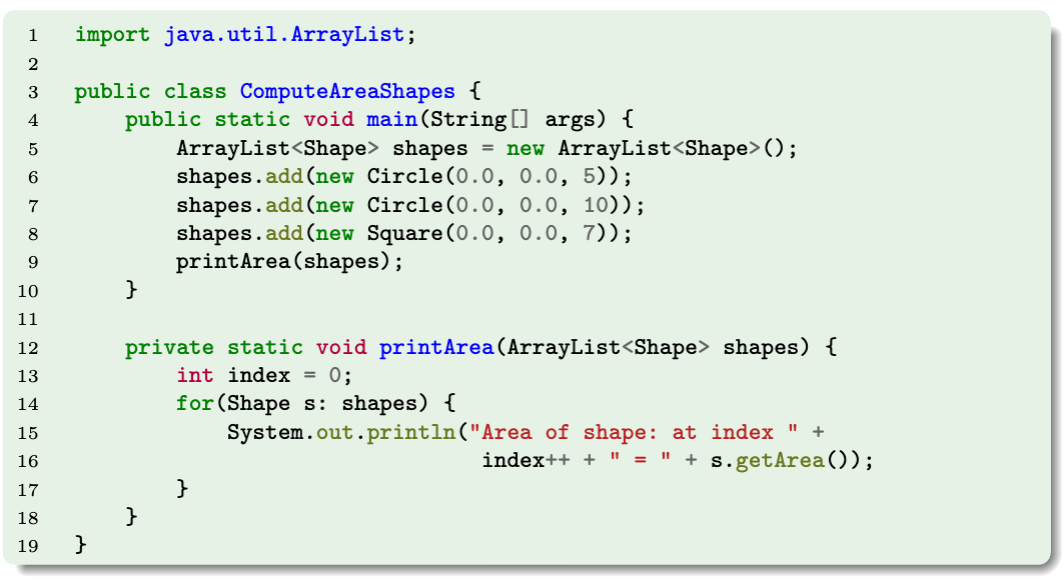 1 import java.util.ArrayList;
2
3 public class ComputeAreaShapes {
4     public static void main(String[] args) {
5         ArrayList<Shape> shapes = new ArrayList<Shape>();
6         shapes.add(new Circle(0.0, 0.0, 5));
7         shapes.add(new Circle(0.0, 0.0, 10));
8         shapes.add(new Square(0.0, 0.0, 7));
9         printArea(shapes);
10     }
11
12     private static void printArea(ArrayList<Shape> shapes) {
13         int index = 0;
14         for(Shape s: shapes) {
15             System.out.println("Area of shape: at index " +
16                                 index++ + " = " + s.getArea());
17         }
18     }
19 }